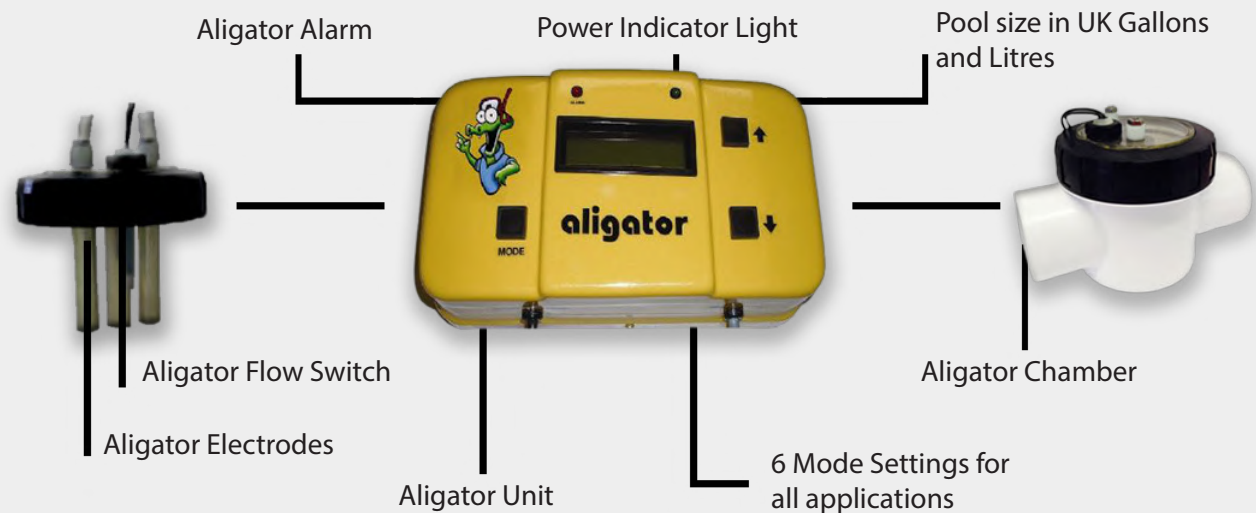 Aligator Alarm
Power Indicator Light
Pool size in UK Gallons
and Litres
ALARM
aligator
MODE
Aligator Flow Switch
Aligator Chamber
Aligator Electrodes
6 Mode Settings for
all applications
Aligator Unit